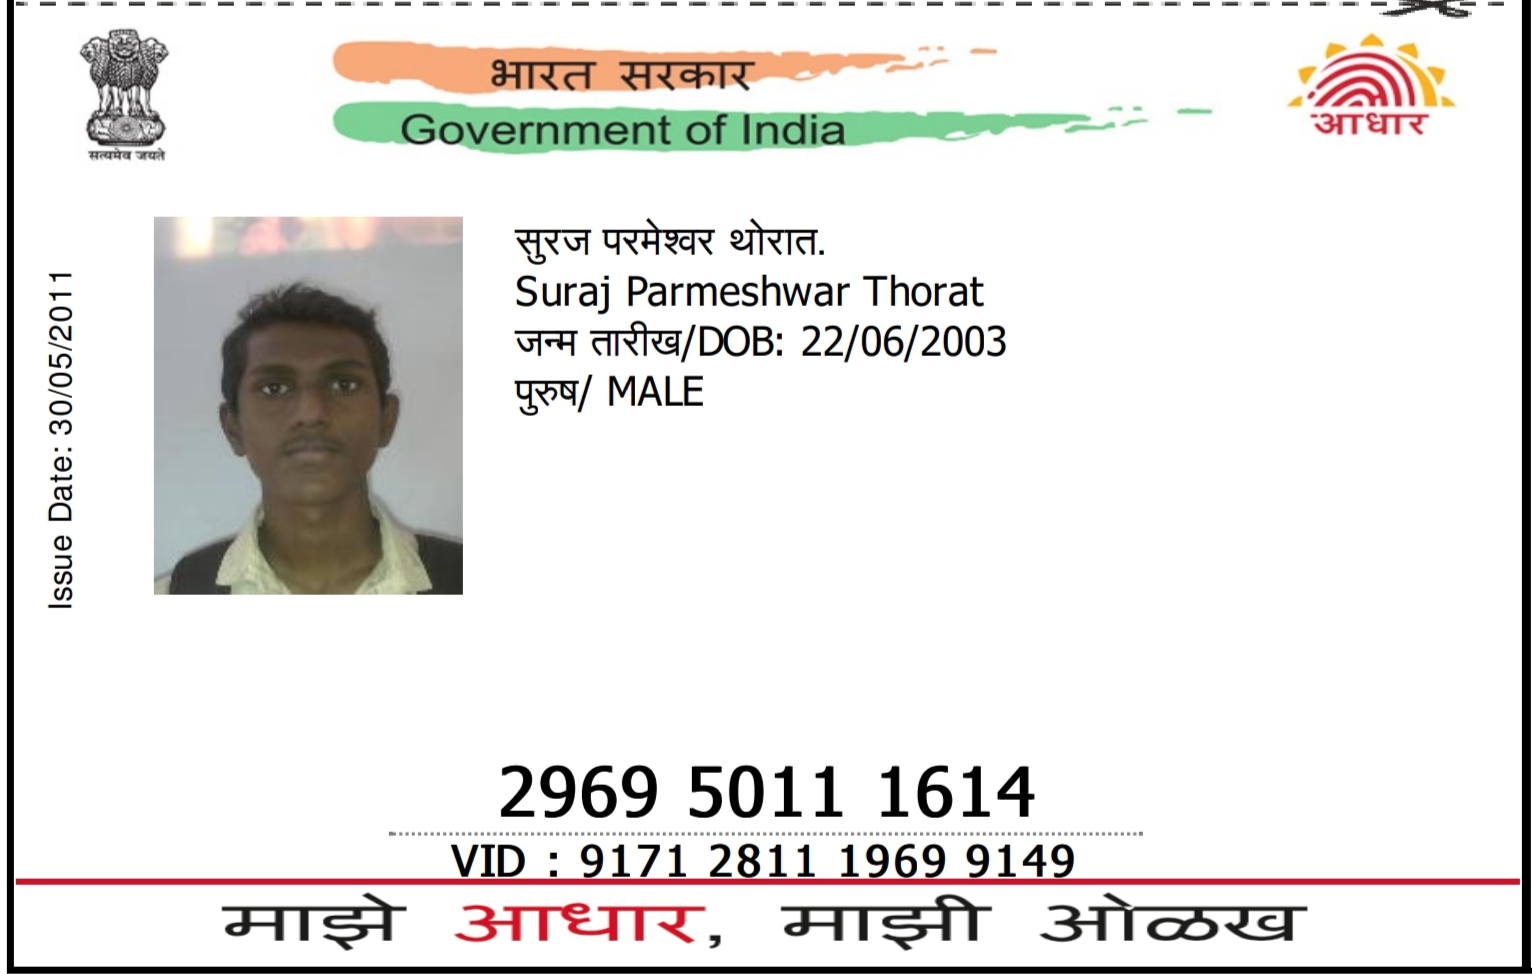 सत्यमेव जयते
भारत सरकार
Government of India
आधार
Issue Date: 30/05/2011
सुरज परमेश्वर थोरात.
Suraj Parmeshwar Thorat
जन्म तारीख/DOB: 22/06/2003
पुरुष/ MALE
2969 5011 1614
VID : 9171 2811 1969 9149
माझे आधार, माझी ओळख